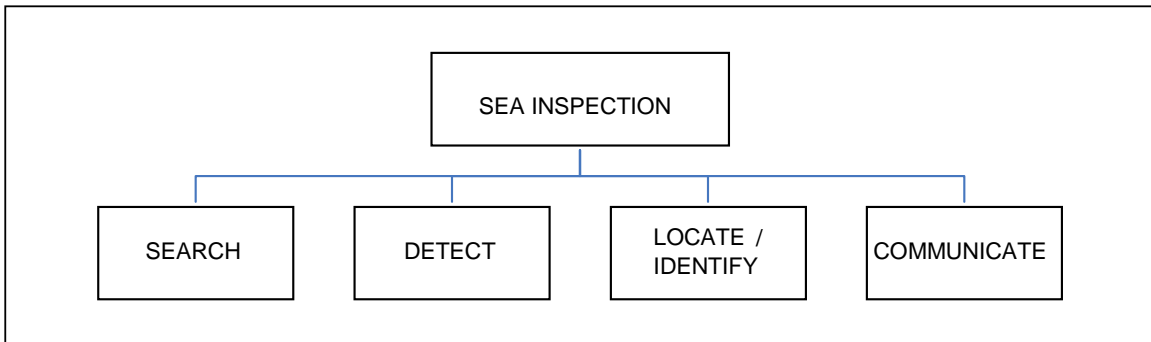 SEA INSPECTION
SEARCH
DETECT
LOCATE /
IDENTIFY
COMMUNICATE